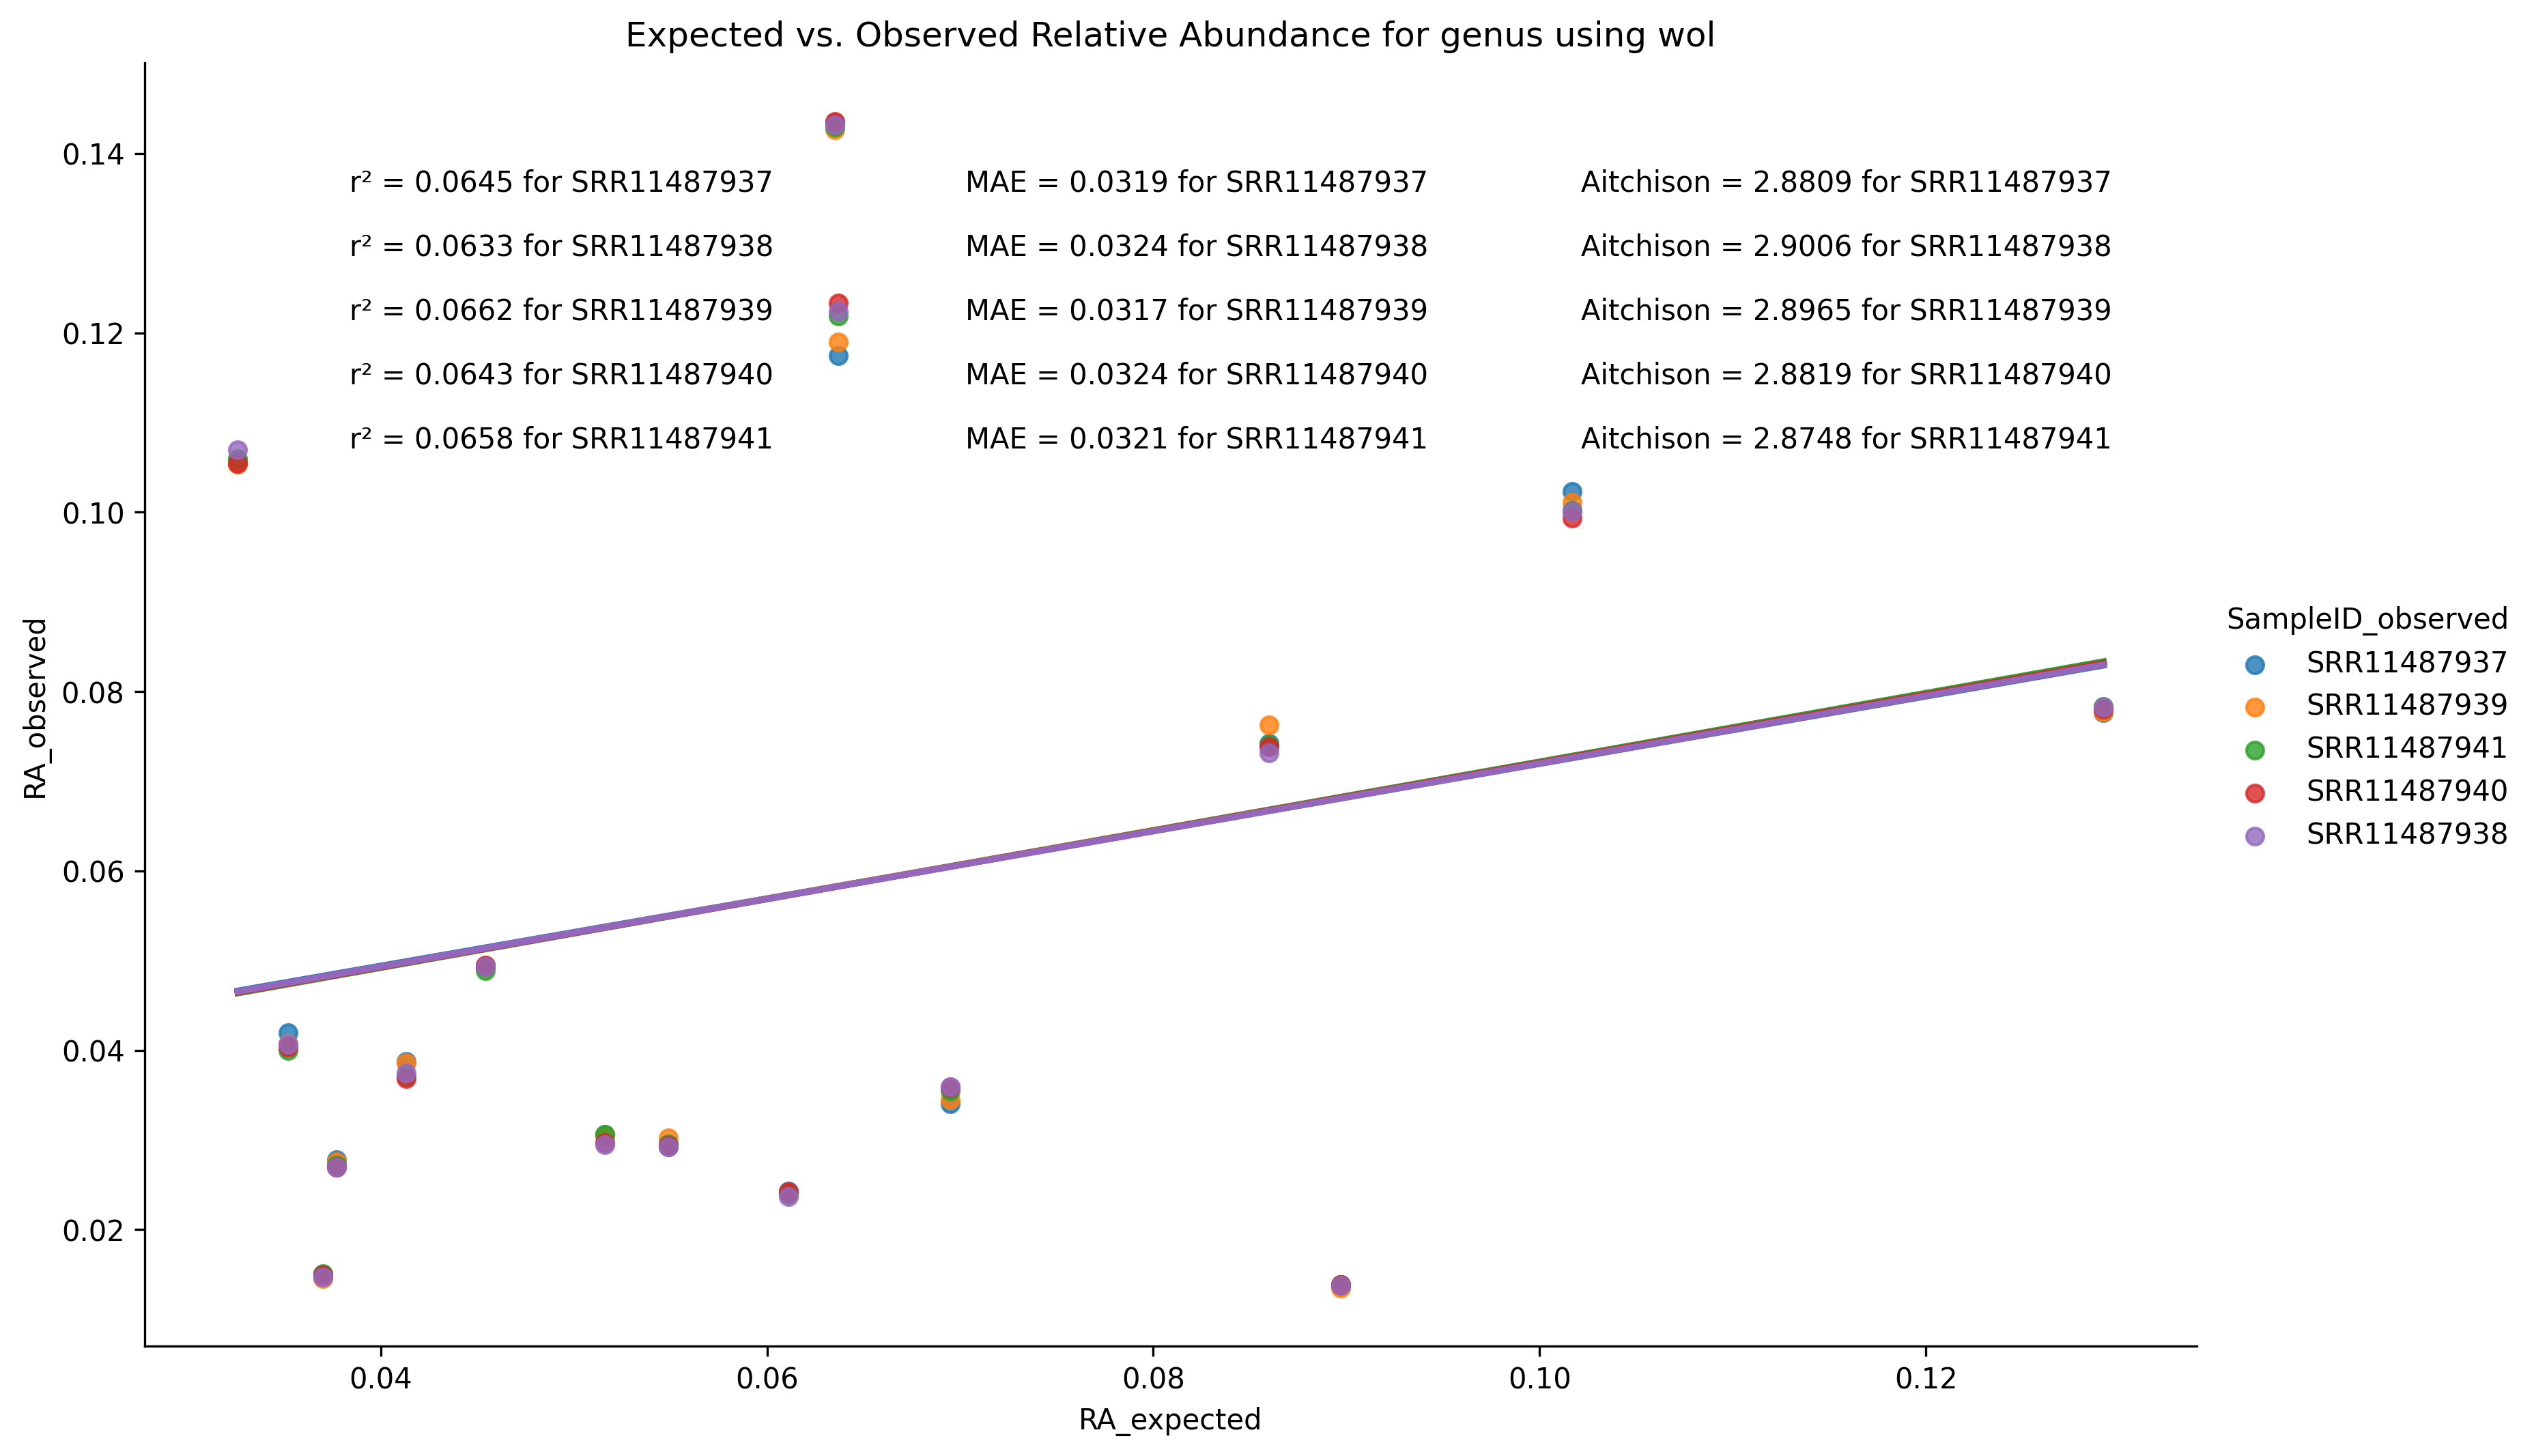 Expected vs. Observed Relative Abundance for genus using wol
r² = 0.0645 for SRR11487937
MAE = 0.0319 for SRR11487937
Aitchison = 2.8809 for SRR11487937
r² = 0.0633 for SRR11487938
MAE = 0.0324 for SRR11487938
Aitchison = 2.9006 for SRR11487938
r² = 0.0662 for SRR11487939
MAE = 0.0317 for SRR11487939
Aitchison = 2.8965 for SRR11487939
r² = 0.0643 for SRR11487940
MAE = 0.0324 for SRR11487940
Aitchison = 2.8819 for SRR11487940
r² = 0.0658 for SRR11487941
MAE = 0.0321 for SRR11487941
Aitchison = 2.8748 for SRR11487941
0.14
0.12
0.10
0.08
0.06
0.04
0.02
RA_observed
0.04
0.06
0.08
0.10
0.12
RA_expected
SampleID_observed
SRR11487937
SRR11487939
SRR11487941
SRR11487940
SRR11487938